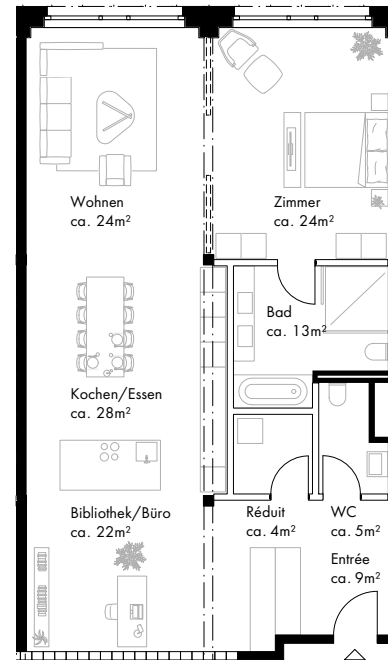 Wohnen
ca. 24m²
Zimmer
ca. 24m²
Bad
ca. 13m²
Kochen/Essen
ca. 28m²
Bibliothek/Büro
ca. 22m²
Réduit
ca. 4m²
WC
ca. 5m²
Entrée
ca. 9m²